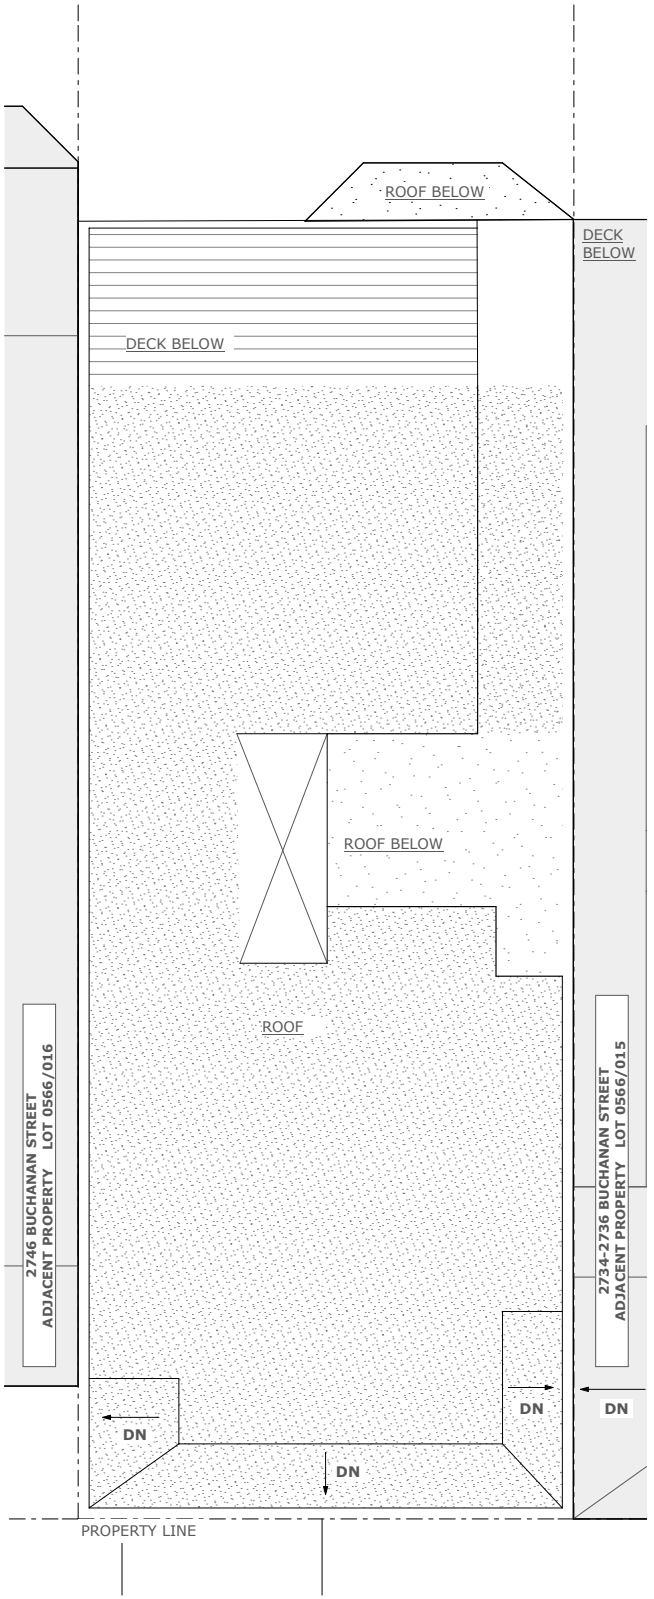 ROOF BELOW
DECK
BELOW
DECK BELOW
ROOF BELOW
ROOF
2746 BUCHANAN STREET
ADJACENT PROPERTY LOT 0566/016
2734-2736 BUCHANAN STREET
ADJACENT PROPERTY LOT 0566/015
DN
DN
DN
DN
PROPERTY LINE